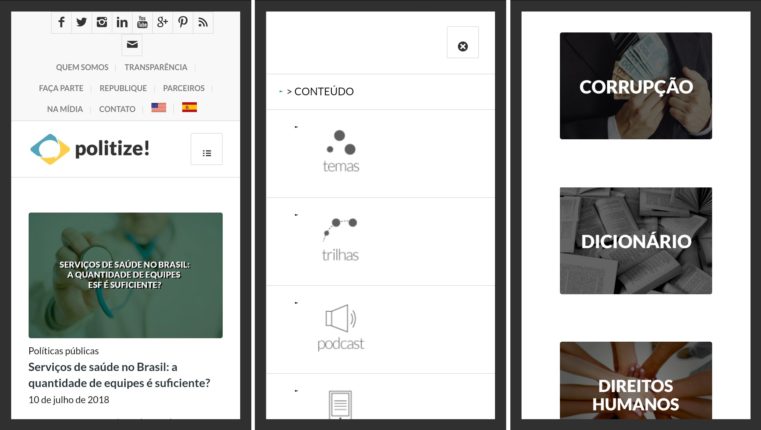 QUEM SOMOS
TRANSPARÊNCIA
FAÇA PARTE
REPUBLIQUE
PARCEIROS
NA MÍDIA
CONTATO
politize!
SERVIÇOS DE SAÚDE NO BRASIL:
A QUANTIDADE DE EQUIPES
ESF É SUFICIENTE?
Políticas públicas
Serviços de saúde no Brasil: a
quantidade de equipes é suficiente?
10 de julho de 2018
> CONTEÚDO
temas
trilhas
podcast
CORRUPÇÃO
DICIONÁRIO
DIREITOS
HUMANOS